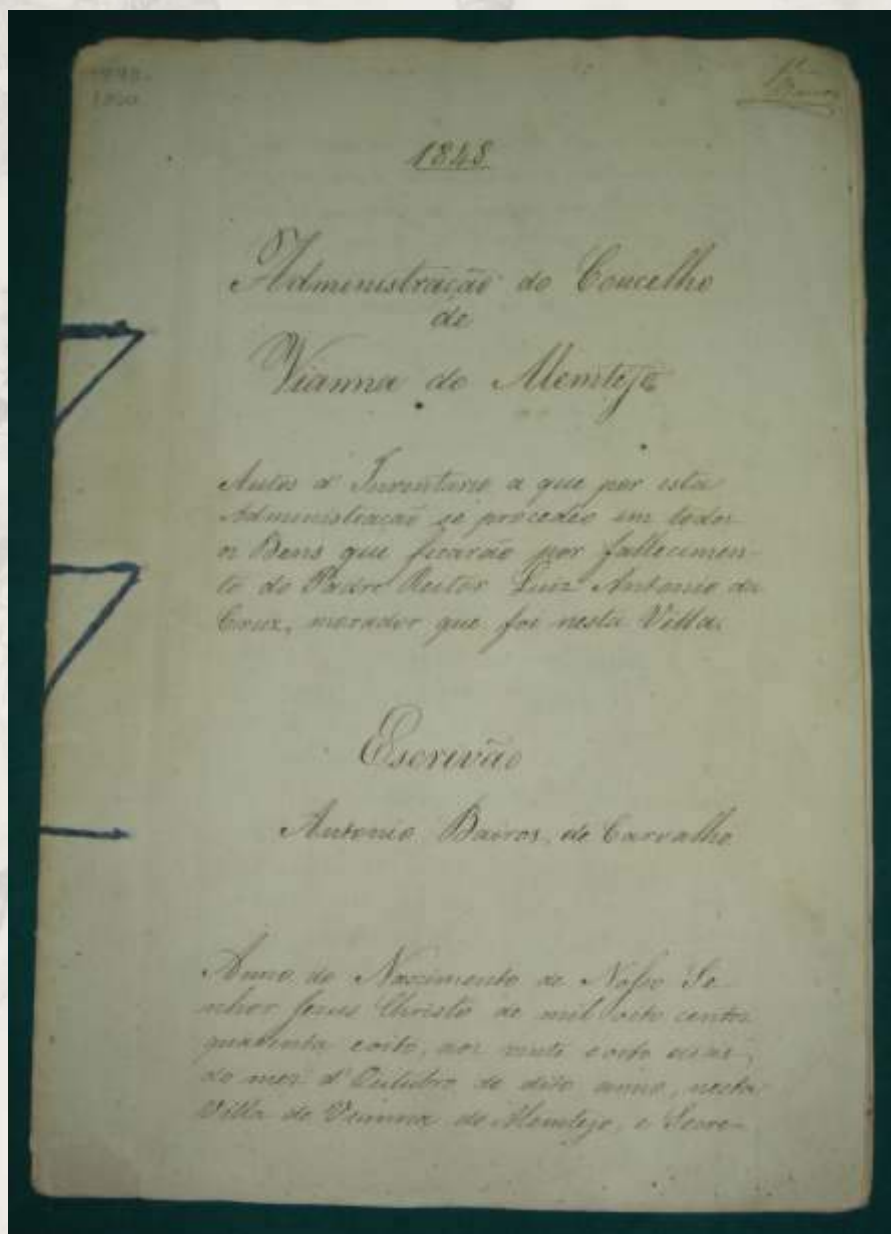 1848
Administração do Concelho
de
Vianna do Alemtejo
Autos d'Inventario a que por esta
Administração se procedeo em todos
os Bens que ficarão por fallecimen-
to do Padre Reitor Luiz Antonio da
Cruz, morador que foi nesta Villa.
Escrivão
Antonio Bairos de Carvalho
Anno do Nascimento de Nosso Se
nhor Jesus Christo de mil oito centos
quarenta e oito, aos vinte e oito dias
do mez d'Outubro de dito anno, nesta
Villa de Vianna do Alemtejo, e Secre-